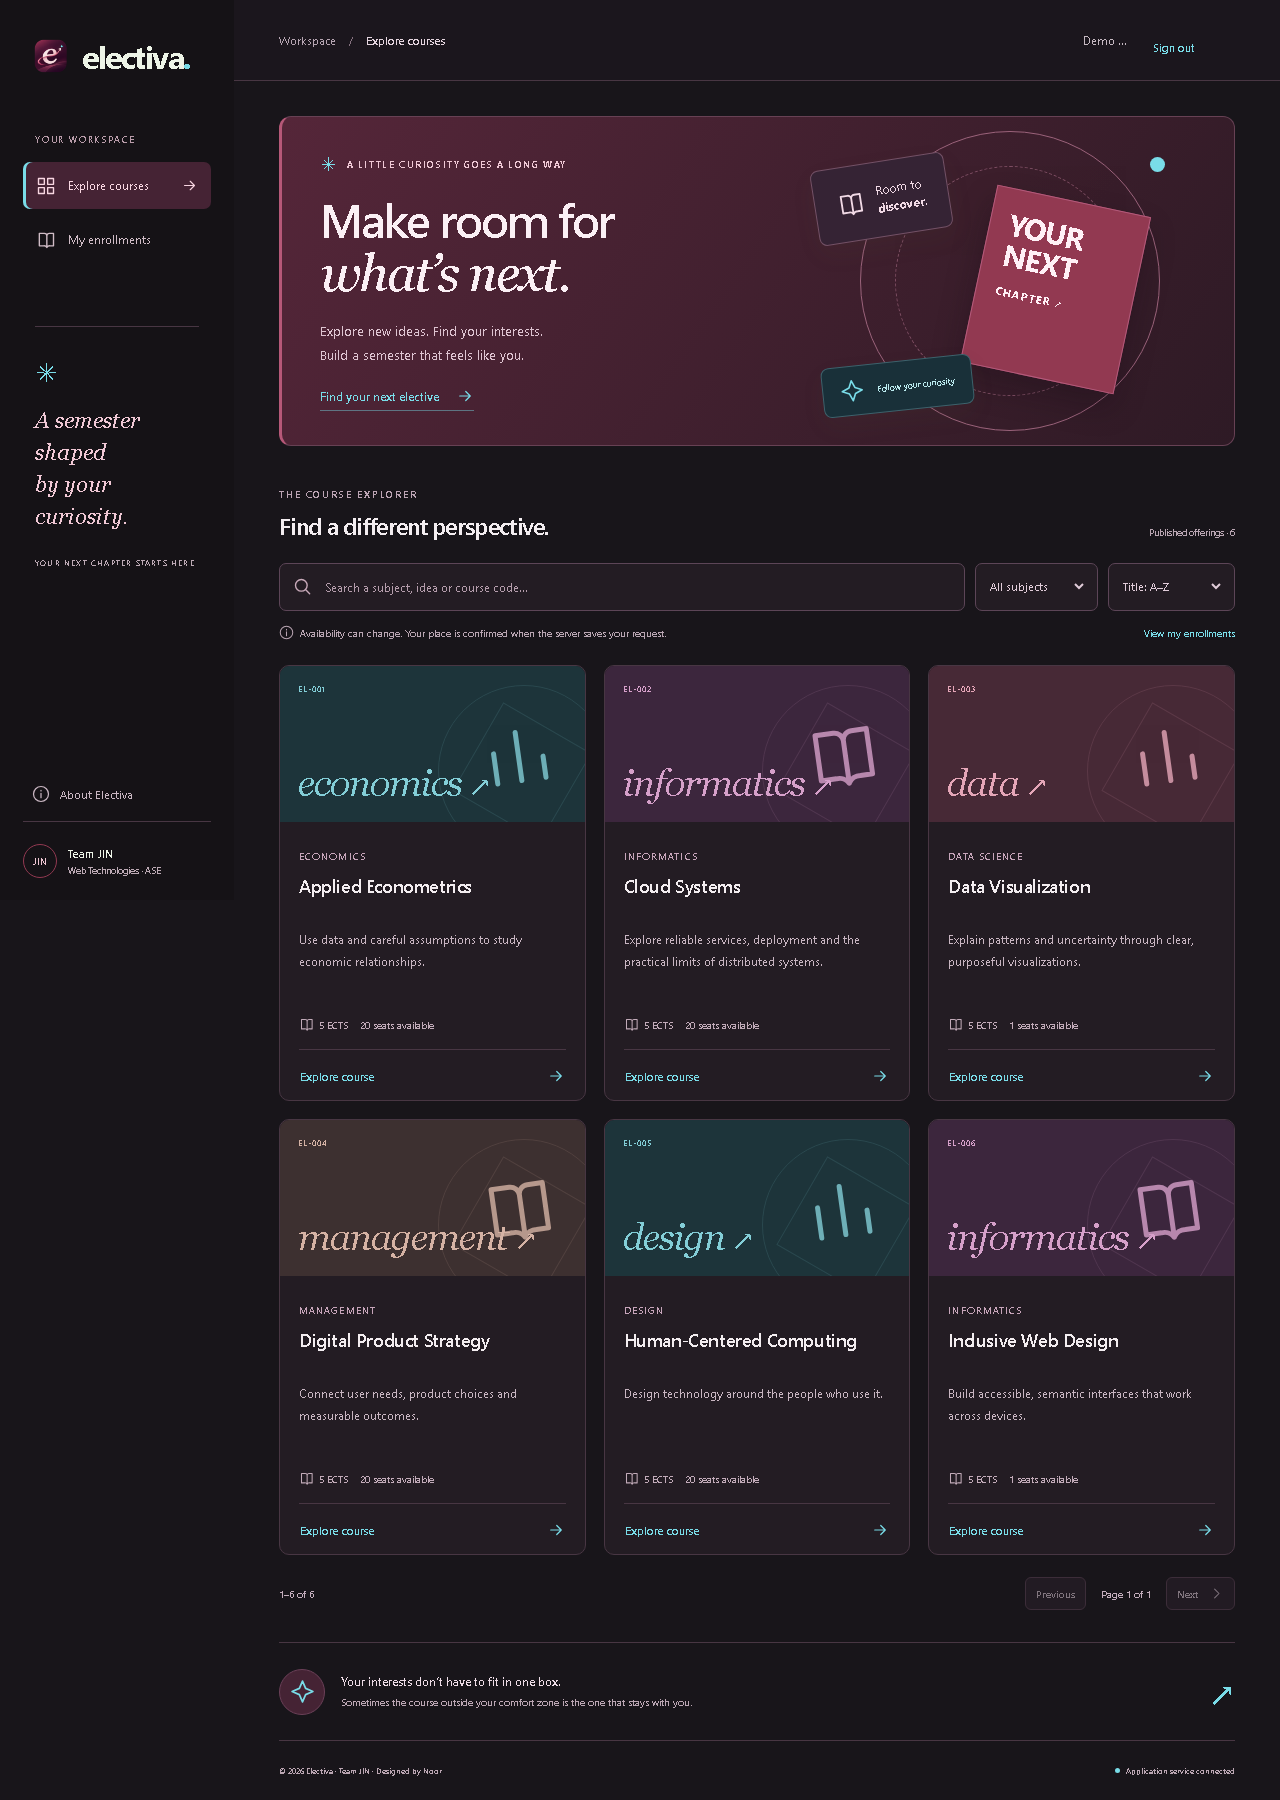 electiva.
YOUR WORKSPACE
Explore courses
My enrollments
A semester
shaped
by your
curiosity.
YOUR NEXT CHAPTER STARTS HERE
About Electiva
JIN
Team JIN
Web Technologies · ASE
Workspace / Explore courses
Demo ...
Sign out
A LITTLE CURIOSITY GOES A LONG WAY
Make room for
what's next.
Explore new ideas. Find your interests.
Build a semester that feels like you.
Find your next elective →
Room to
discover.
YOUR
NEXT
CHAPTER ↗
Follow your curiosity
THE COURSE EXPLORER
Find a different perspective.
Published offerings · 6
Search a subject, idea or course code...
All subjects
Title: A–Z
Availability can change. Your place is confirmed when the server saves your request.
View my enrollments
EL-001
economics ↗
ECONOMICS
Applied Econometrics
Use data and careful assumptions to study
economic relationships.
5 ECTS 20 seats available
Explore course →
EL-002
informatics ↗
INFORMATICS
Cloud Systems
Explore reliable services, deployment and the
practical limits of distributed systems.
5 ECTS 20 seats available
Explore course →
EL-003
data ↗
DATA SCIENCE
Data Visualization
Explain patterns and uncertainty through clear,
purposeful visualizations.
5 ECTS 1 seats available
Explore course →
EL-004
management ↗
MANAGEMENT
Digital Product Strategy
Connect user needs, product choices and
measurable outcomes.
5 ECTS 20 seats available
Explore course →
EL-005
design ↗
DESIGN
Human-Centered Computing
Design technology around the people who use it.
5 ECTS 20 seats available
Explore course →
EL-006
informatics ↗
INFORMATICS
Inclusive Web Design
Build accessible, semantic interfaces that work
across devices.
5 ECTS 1 seats available
Explore course →
1–6 of 6
Previous
Page 1 of 1
Next
Your interests don't have to fit in one box.
Sometimes the course outside your comfort zone is the one that stays with you.
© 2026 Electiva · Team JIN · Designed by Noor
Application service connected